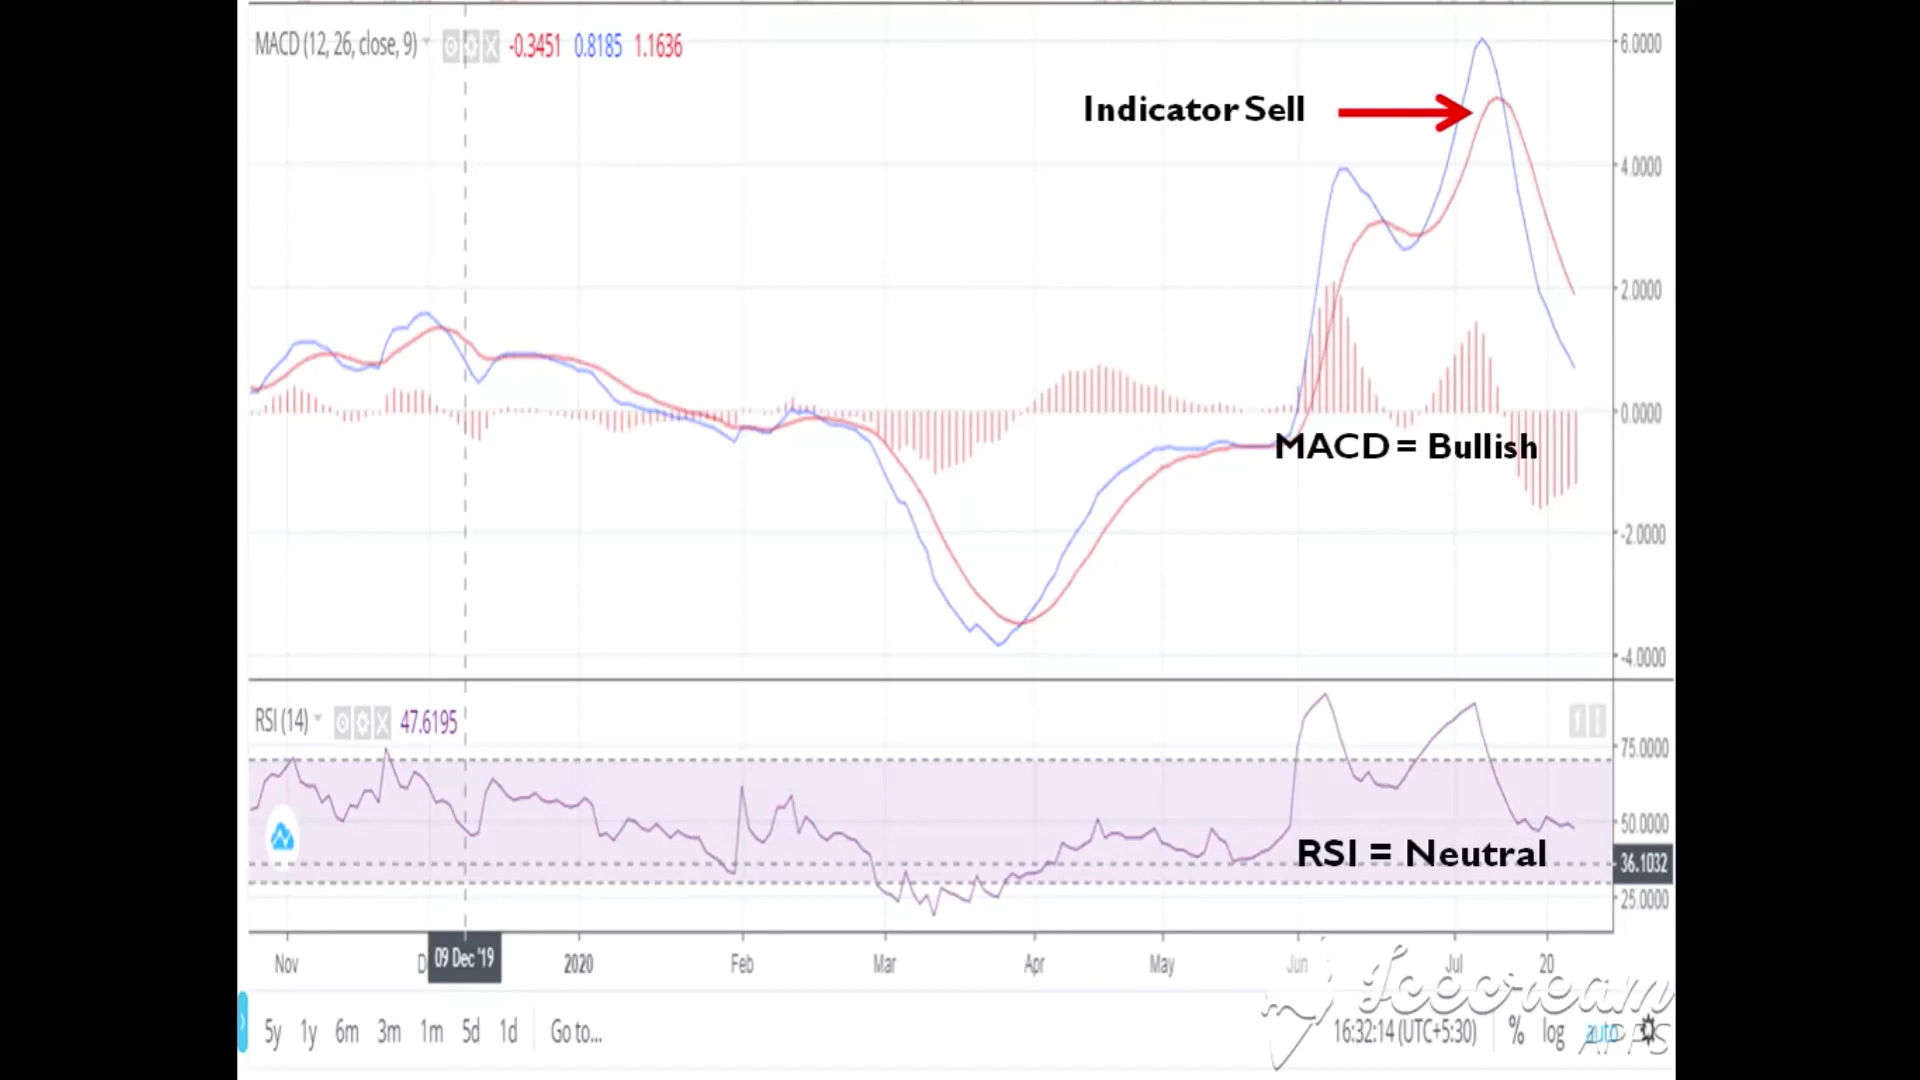 MACD (12, 26, close, 9) -0.3451 0.8185 1.1636
6.0000
Indicator Sell
4.0000
2.0000
0.0000
MACD = Bullish
-2.0000
-4.0000
RSI (14) 47.6195
75.0000
50.0000
RSI = Neutral
36.1032
25.0000
Nov D 09 Dec '19 2020 Feb Mar Apr May Jun Jul 20
Icecream
APPS
5y 1y 6m 3m 1m 5d 1d Go to... 16:32:14 (UTC+5:30) % log auto